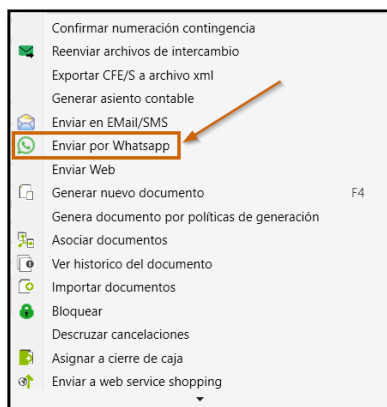 Confirmar numeración contingencia
Reenviar archivos de intercambio
Exportar CFE/S a archivo xml
Generar asiento contable
Enviar en EMail/SMS
Enviar por Whatsapp
Enviar Web
Generar nuevo documento F4
Genera documento por políticas de generación
Asociar documentos
Ver historico del documento
Importar documentos
Bloquear
Descruzar cancelaciones
Asignar a cierre de caja
Enviar a web service shopping